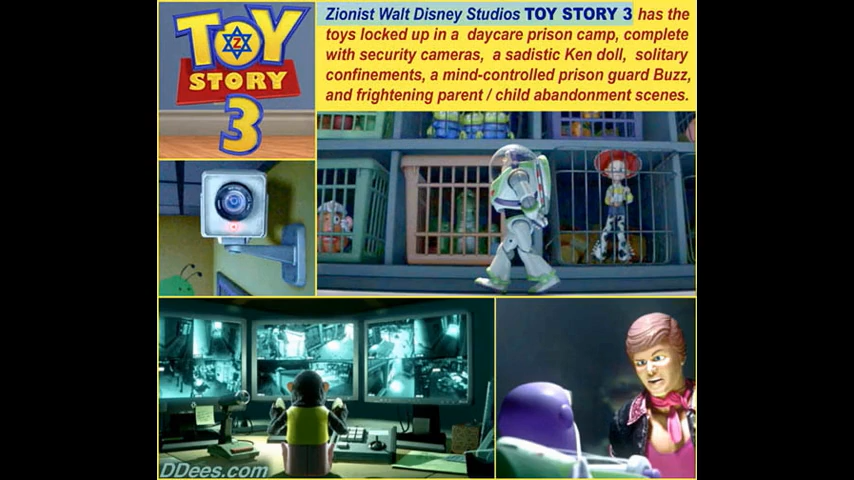 TOY
Z
STORY
3
Zionist Walt Disney Studios TOY STORY 3 has the
toys locked up in a daycare prison camp, complete
with security cameras, a sadistic Ken doll, solitary
confinements, a mind-controlled prison guard Buzz,
and frightening parent / child abandonment scenes.
DDees.com